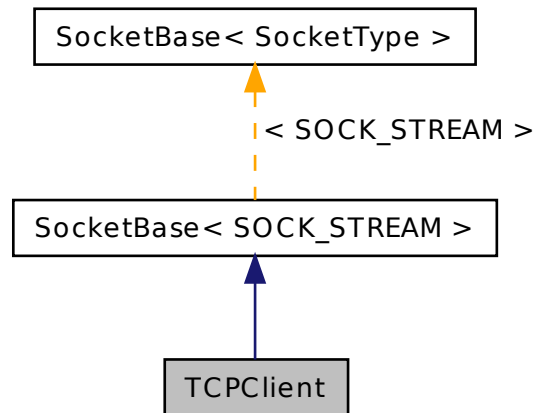 SocketBase< SocketType >
< SOCK_STREAM >
SocketBase< SOCK_STREAM >
TCPClient